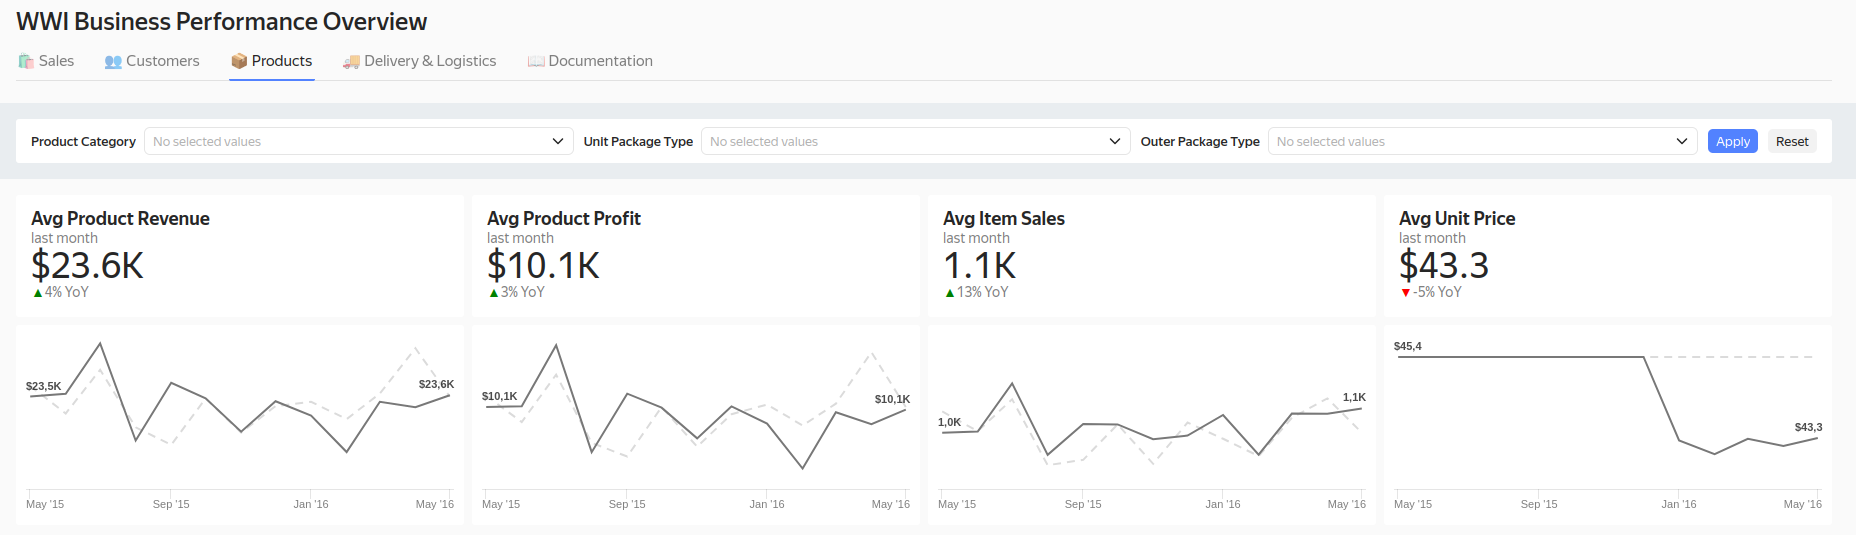 WWI Business Performance Overview
Sales Customers Products Delivery & Logistics Documentation
Product Category No selected values Unit Package Type No selected values Outer Package Type No selected values Apply Reset
Avg Product Revenue
last month
$23.6K
▲4% YoY
Avg Product Profit
last month
$10.1K
▲3% YoY
Avg Item Sales
last month
1.1K
▲13% YoY
Avg Unit Price
last month
$43.3
▼-5% YoY
$23,5K
$23,6K
May '15 Sep '15 Jan '16 May '16
$10,1K
$10,1K
May '15 Sep '15 Jan '16 May '16
1,0K
1,1K
May '15 Sep '15 Jan '16 May '16
$45,4
$43,3
May '15 Sep '15 Jan '16 May '16